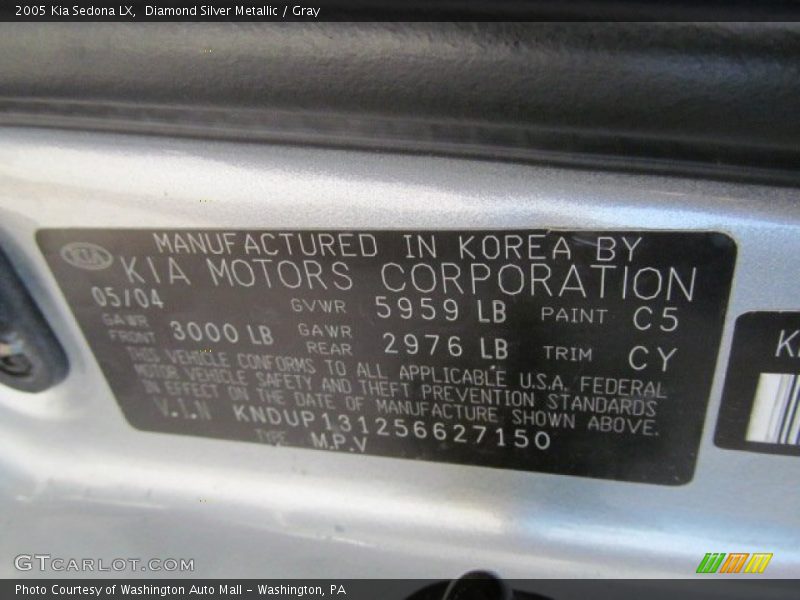 2005 Kia Sedona LX,  Diamond Silver Metallic / Gray
KIA
MANUFACTURED IN KOREA BY
KIA MOTORS CORPORATION
05/04 GVWR 5959 LB PAINT C5
GAWR FRONT 3000 LB GAWR REAR 2976 LB TRIM CY
THIS VEHICLE CONFORMS TO ALL APPLICABLE U.S.A. FEDERAL
MOTOR VEHICLE SAFETY AND THEFT PREVENTION STANDARDS
IN EFFECT ON THE DATE OF MANUFACTURE SHOWN ABOVE.
V.I.N KNDUP131256627150
TYPE M.P.V
GTCARLOT.COM
Photo Courtesy of Washington Auto Mall - Washington, PA